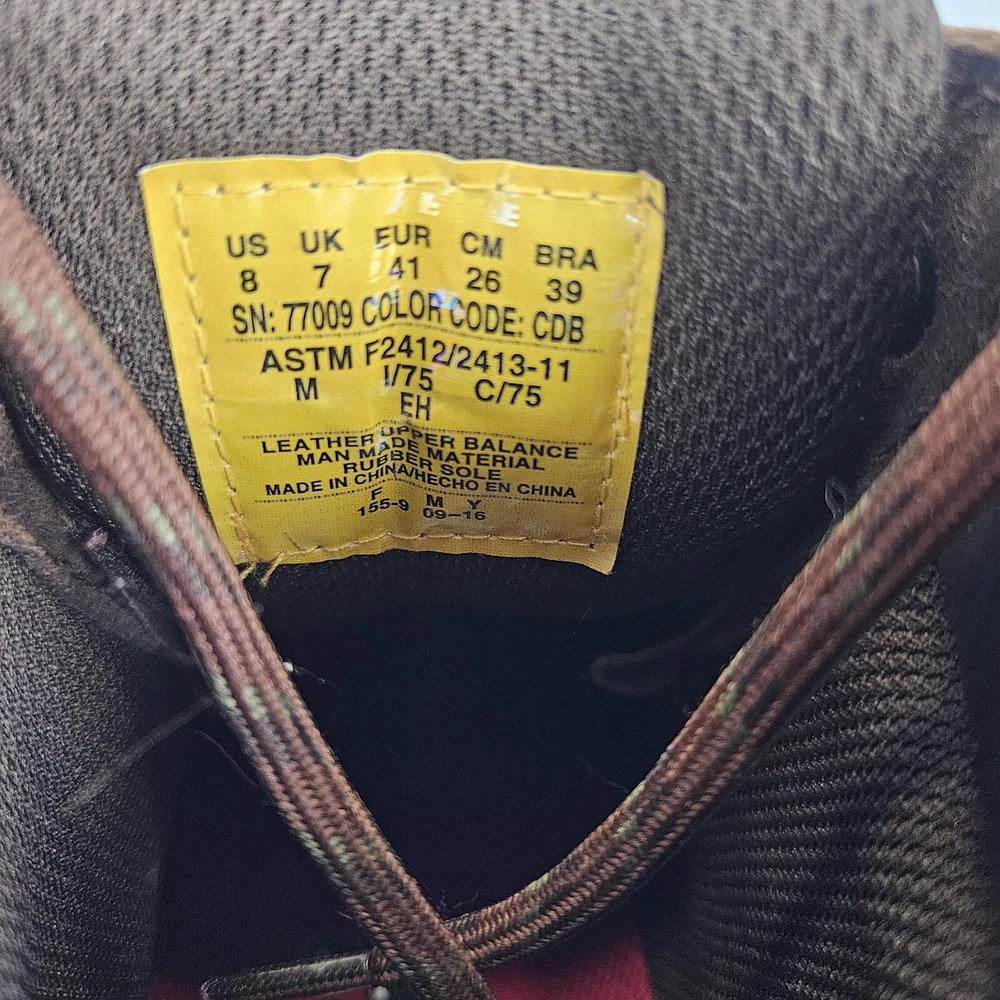 US UK EUR CM BRA
8 7 41 26 39
SN: 77009 COLOR CODE: CDB
ASTM F2412/2413-11
M I/75 C/75
EH
LEATHER UPPER BALANCE
MAN MADE MATERIAL
RUBBER SOLE
MADE IN CHINA/HECHO EN CHINA
F M Y
155-9 09-16